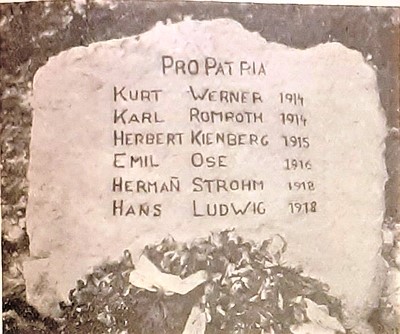 PRO PATRIA
KURT WERNER 1914
KARL ROMROTH 1914
HERBERT KIENBERG 1915
EMIL OSE 1916
HERMAÑ STROHM 1918
HANS LUDWIG 1918